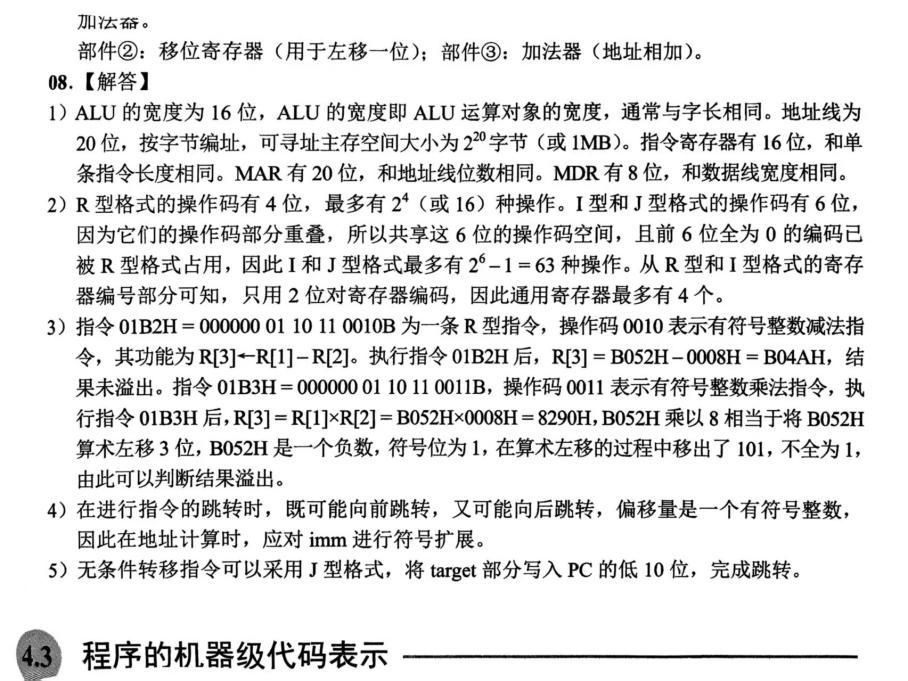 加法器。
部件②：移位寄存器（用于左移一位）；部件③：加法器（地址相加）。
08.【解答】
1）ALU 的宽度为 16 位，ALU 的宽度即 ALU 运算对象的宽度，通常与字长相同。地址线为
20 位，按字节编址，可寻址主存空间大小为 2²⁰ 字节（或 1MB）。指令寄存器有 16 位，和单
条指令长度相同。MAR 有 20 位，和地址线位数相同。MDR 有 8 位，和数据线宽度相同。
2）R 型格式的操作码有 4 位，最多有 2⁴（或 16）种操作。I 型和 J 型格式的操作码有 6 位，
因为它们的操作码部分重叠，所以共享这 6 位的操作码空间，且前 6 位全为 0 的编码已
被 R 型格式占用，因此 I 和 J 型格式最多有 2⁶－1＝63 种操作。从 R 型和 I 型格式的寄存
器编号部分可知，只用 2 位对寄存器编码，因此通用寄存器最多有 4 个。
3）指令 01B2H＝000000 01 10 11 0010B 为一条 R 型指令，操作码 0010 表示有符号整数减法指
令，其功能为 R[3]←R[1]－R[2]。执行指令 01B2H 后，R[3]＝B052H－0008H＝B04AH，结
果未溢出。指令 01B3H＝000000 01 10 11 0011B，操作码 0011 表示有符号整数乘法指令，执
行指令 01B3H 后，R[3]＝R[1]×R[2]＝B052H×0008H＝8290H，B052H 乘以 8 相当于将 B052H
算术左移 3 位，B052H 是一个负数，符号位为 1，在算术左移的过程中移出了 101，不全为 1，
由此可以判断结果溢出。
4）在进行指令的跳转时，既可能向前跳转，又可能向后跳转，偏移量是一个有符号整数，
因此在地址计算时，应对 imm 进行符号扩展。
5）无条件转移指令可以采用 J 型格式，将 target 部分写入 PC 的低 10 位，完成跳转。
4.3 程序的机器级代码表示